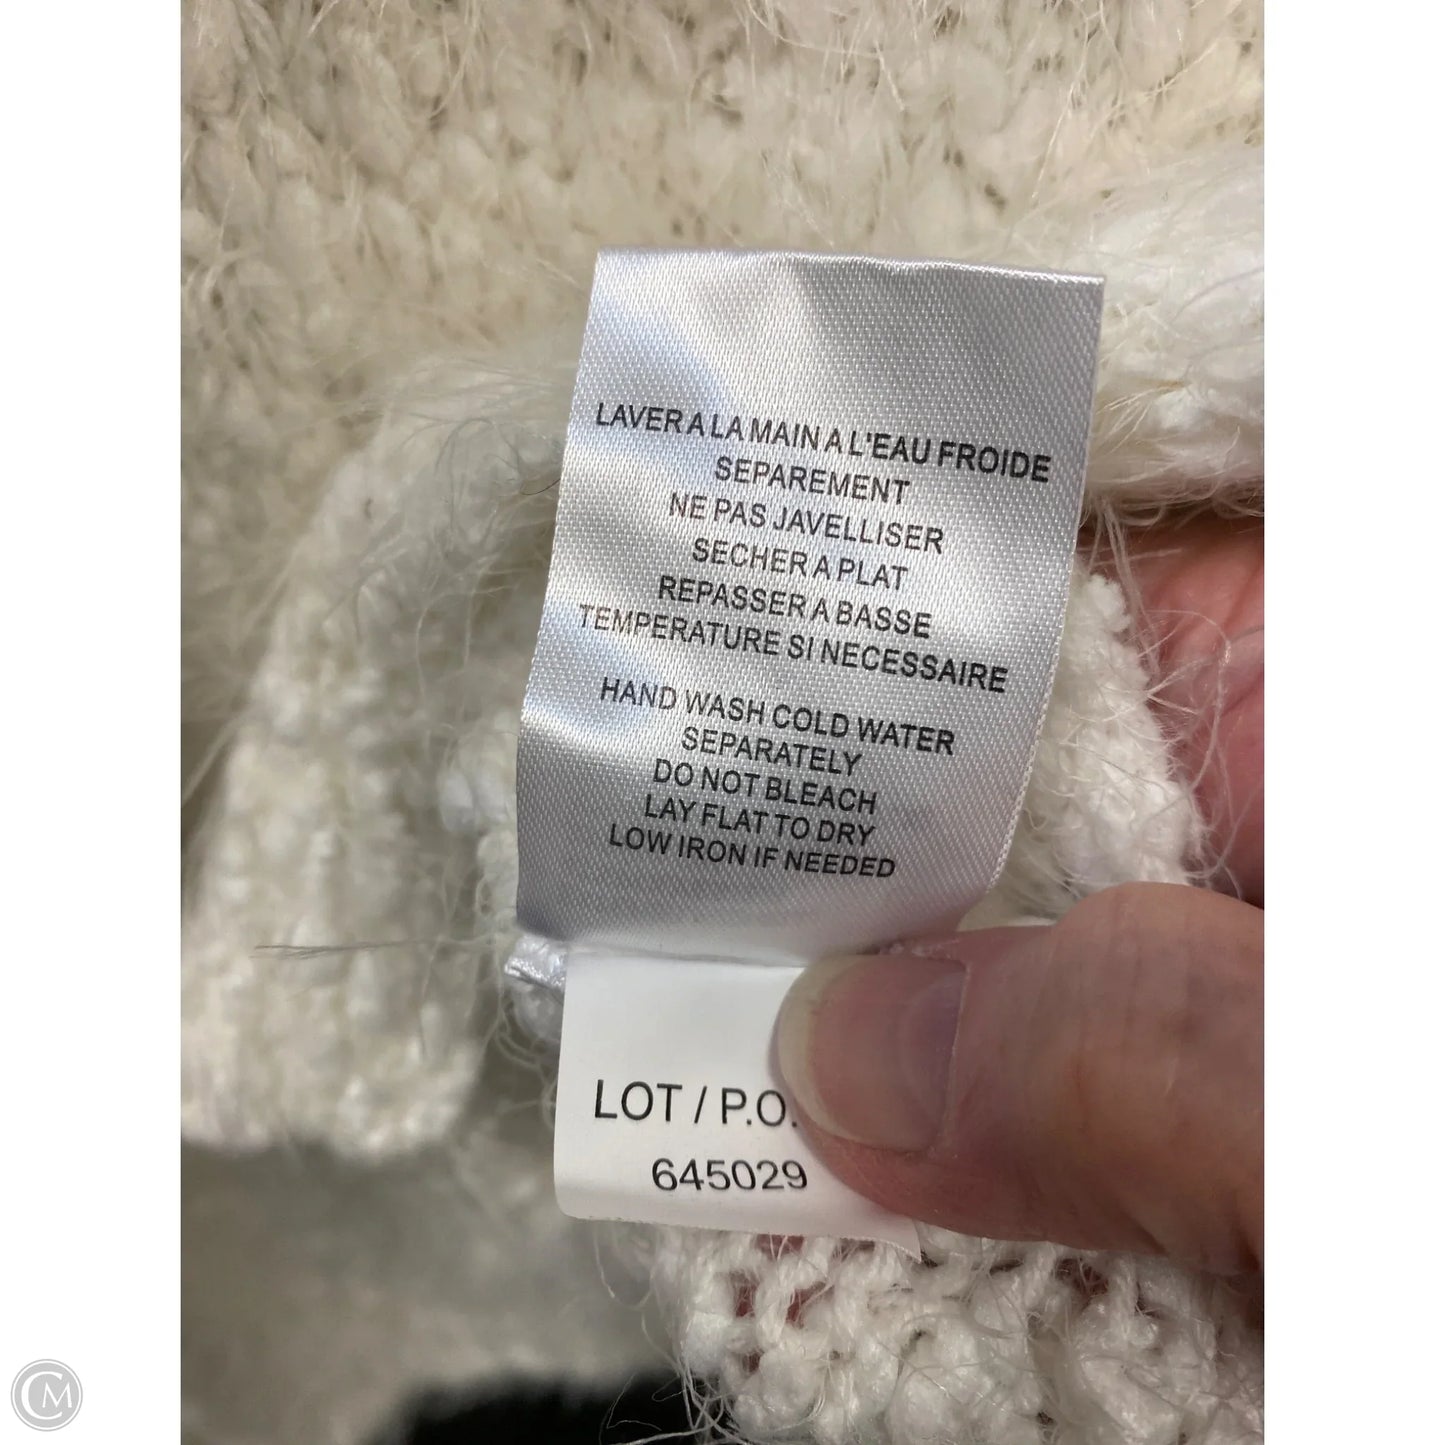 LAVER A LA MAIN A L'EAU FROIDE
SEPAREMENT
NE PAS JAVELLISER
SECHER A PLAT
REPASSER A BASSE
TEMPERATURE SI NECESSAIRE
HAND WASH COLD WATER
SEPARATELY
DO NOT BLEACH
LAY FLAT TO DRY
LOW IRON IF NEEDED
LOT / P.O.
645029
CM